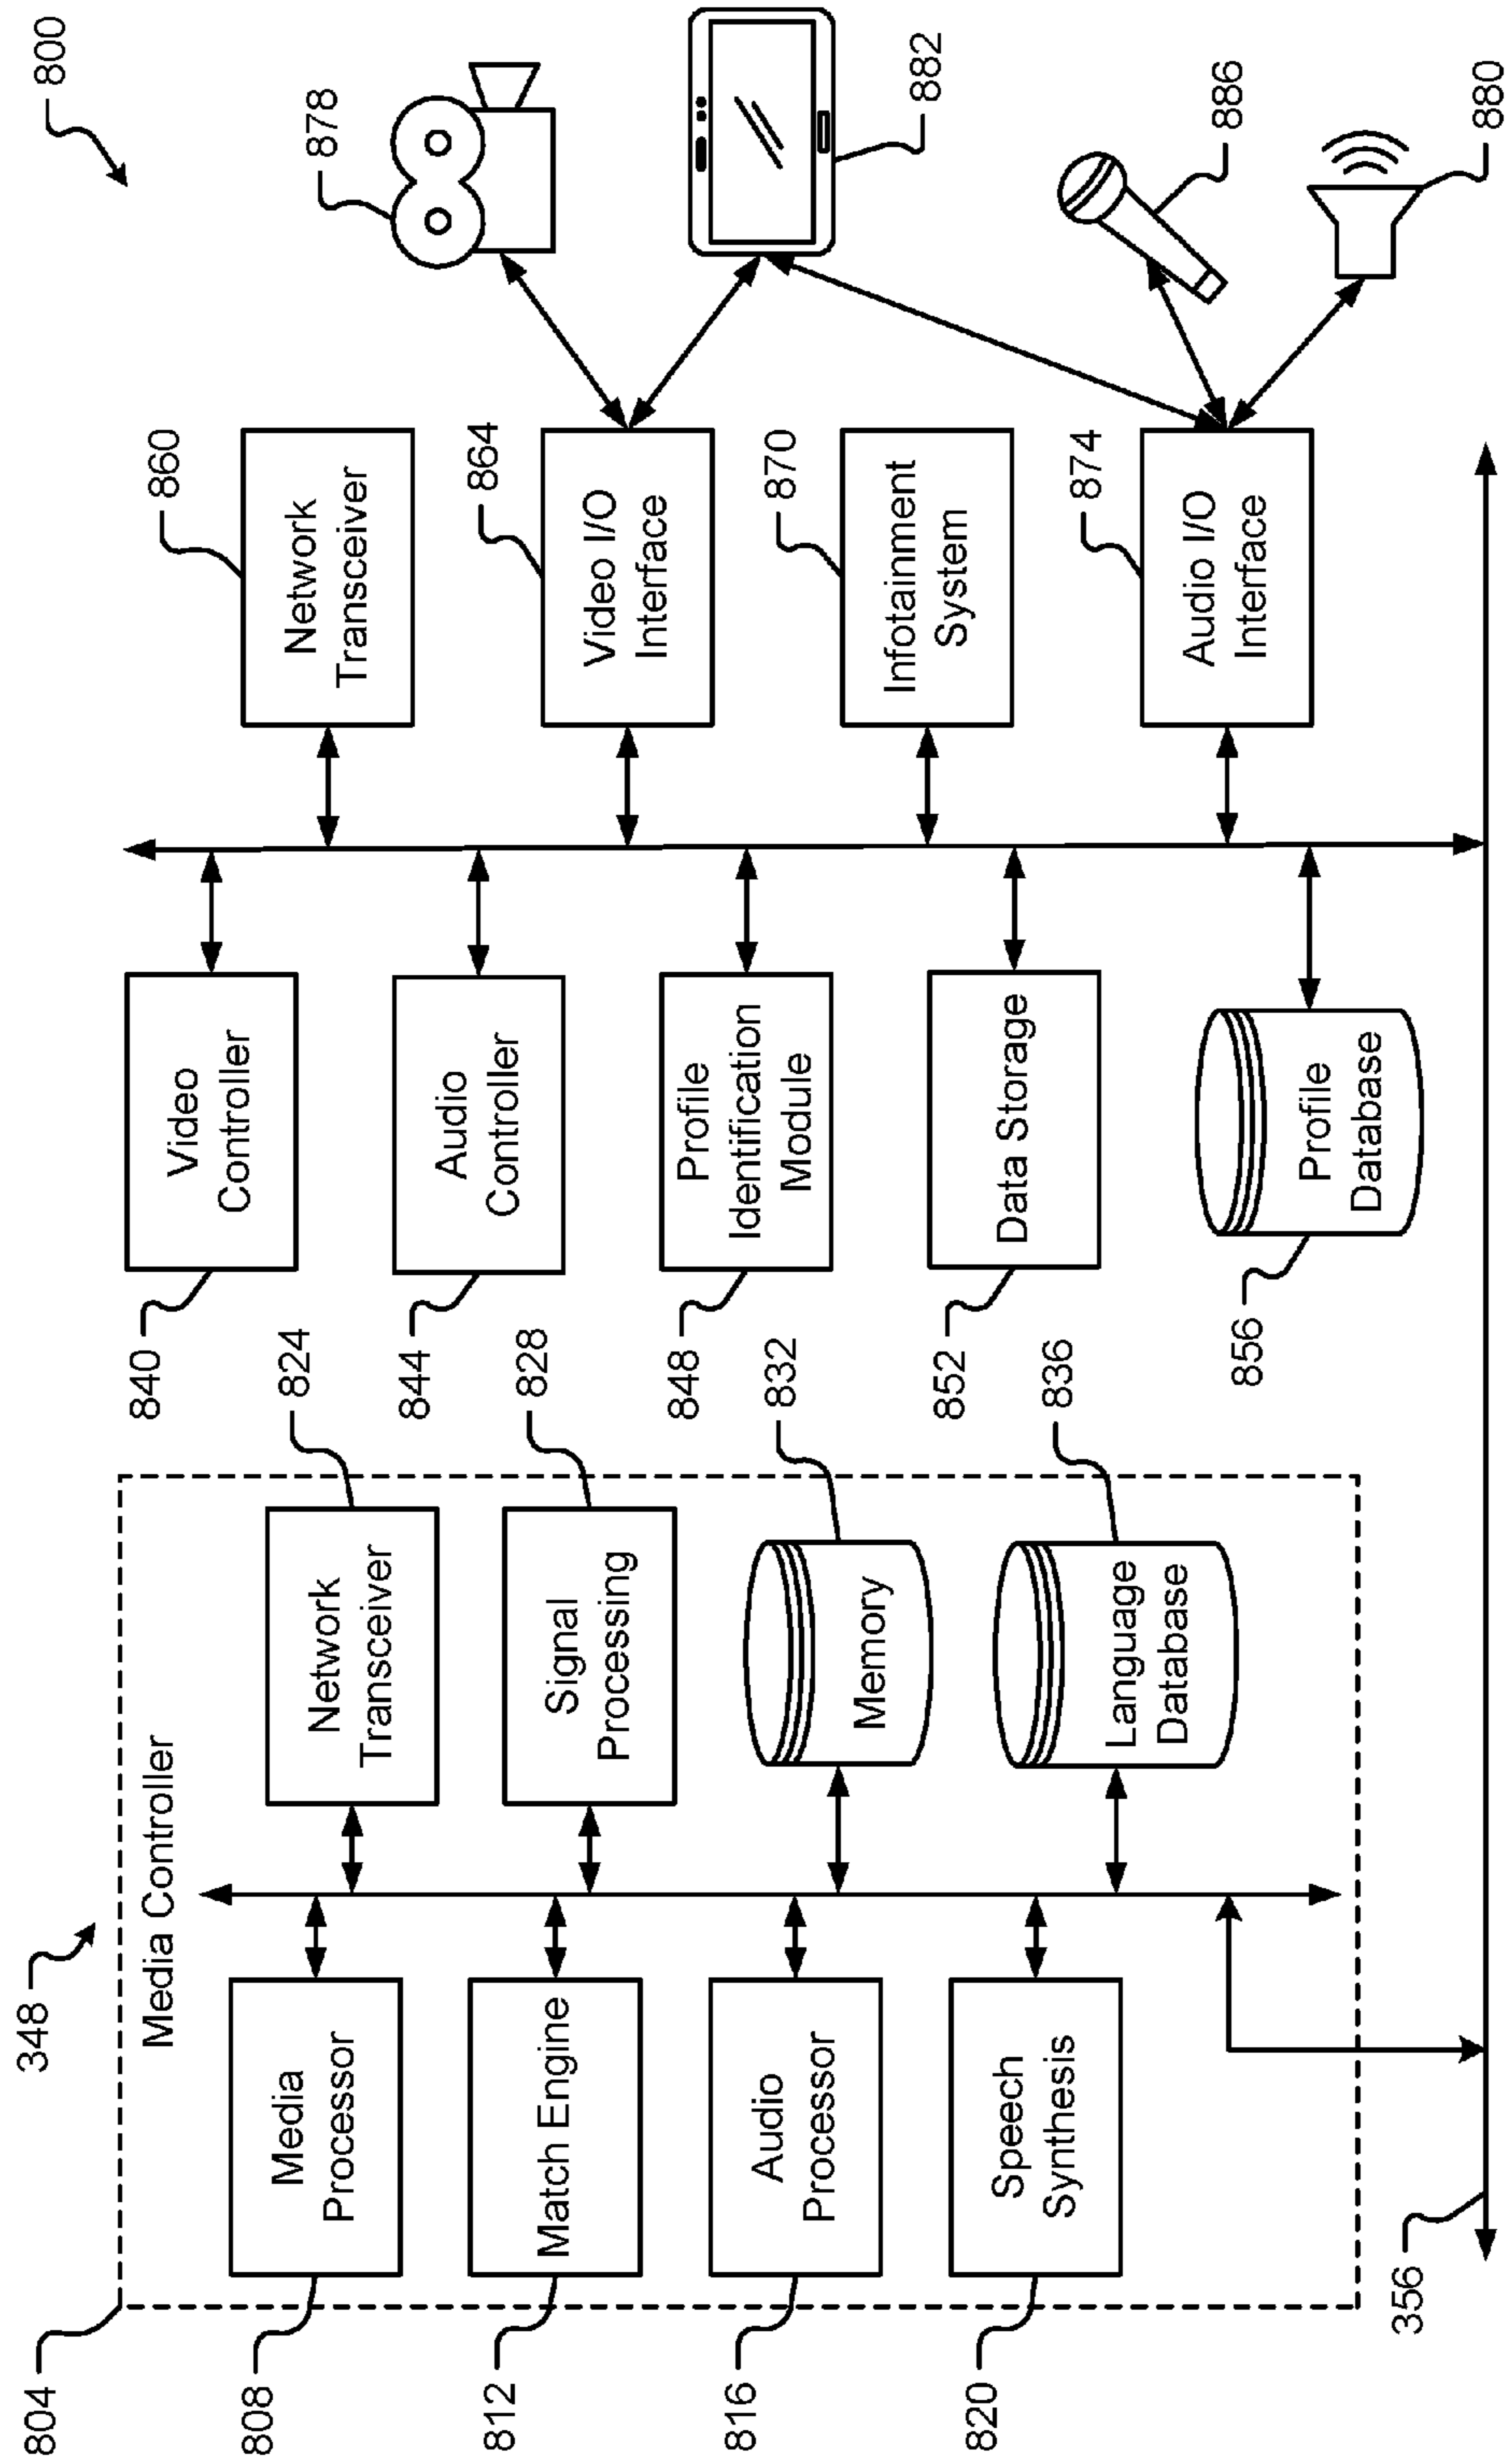 348
800
804
Media Controller
808
Media
Processor
812
Match Engine
816
Audio
Processor
820
Speech
Synthesis
824
Network
Transceiver
828
Signal
Processing
832
Memory
836
Language
Database
840
Video
Controller
844
Audio
Controller
848
Profile
Identification
Module
852
Data Storage
856
Profile
Database
860
Network
Transceiver
864
Video I/O
Interface
870
Infotainment
System
874
Audio I/O
Interface
878
882
886
880
356